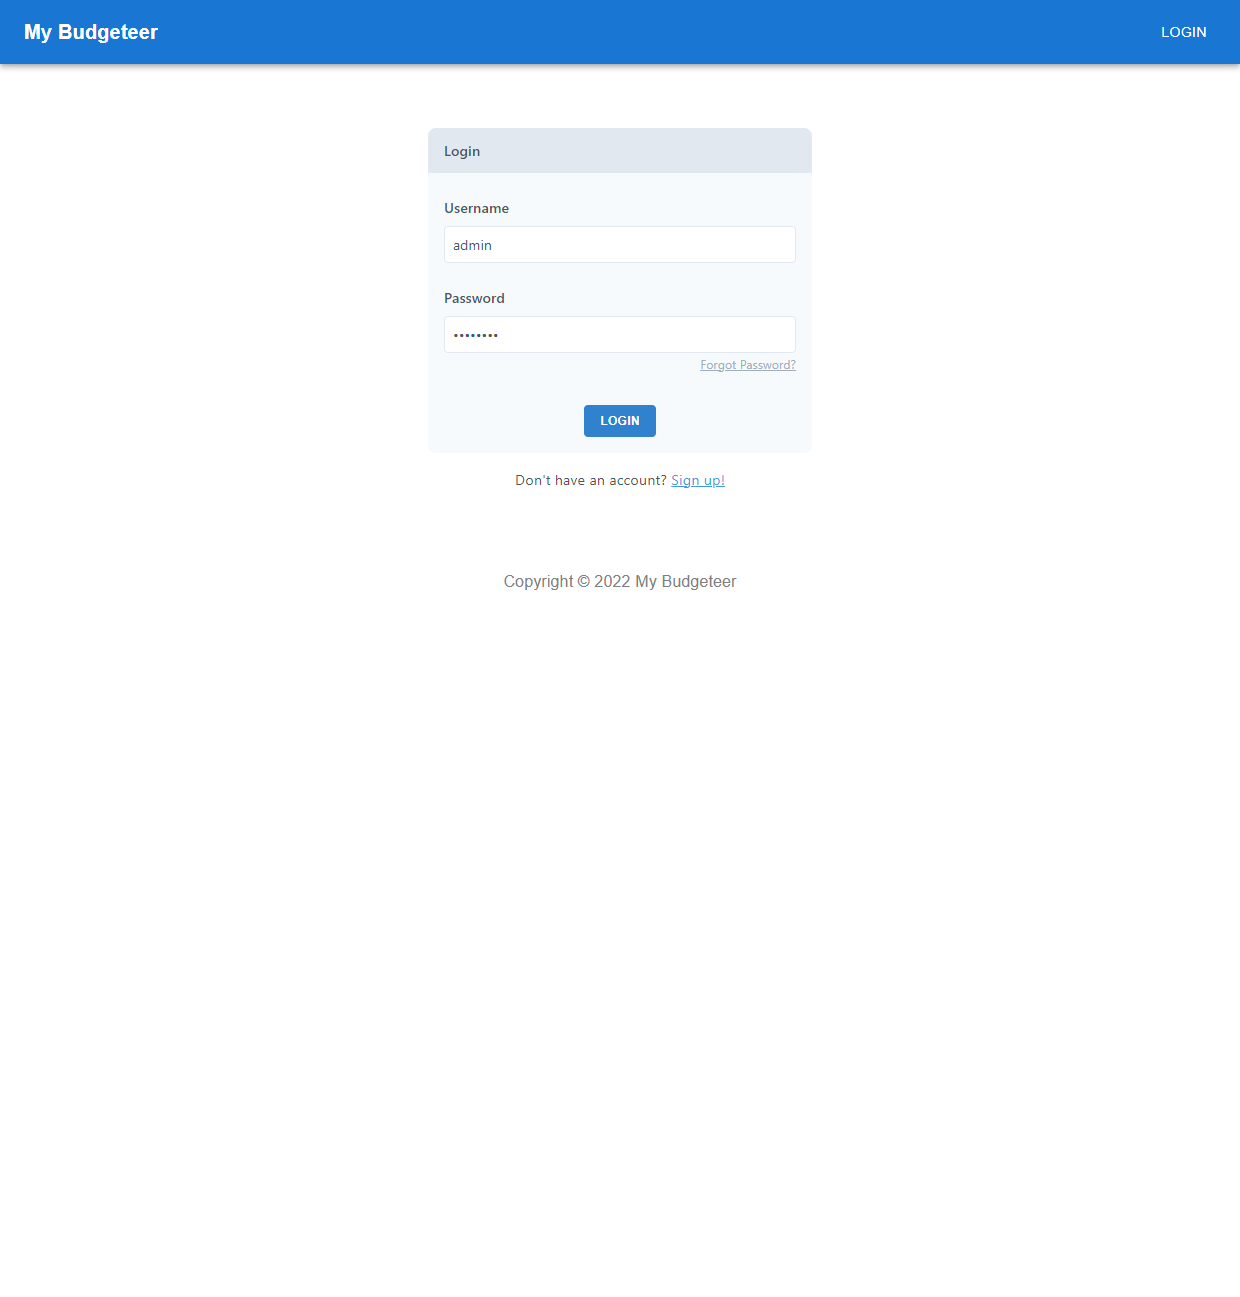 My Budgeteer
LOGIN
Login
Username
admin
Password
••••••••
Forgot Password?
LOGIN
Don't have an account? Sign up!
Copyright © 2022 My Budgeteer